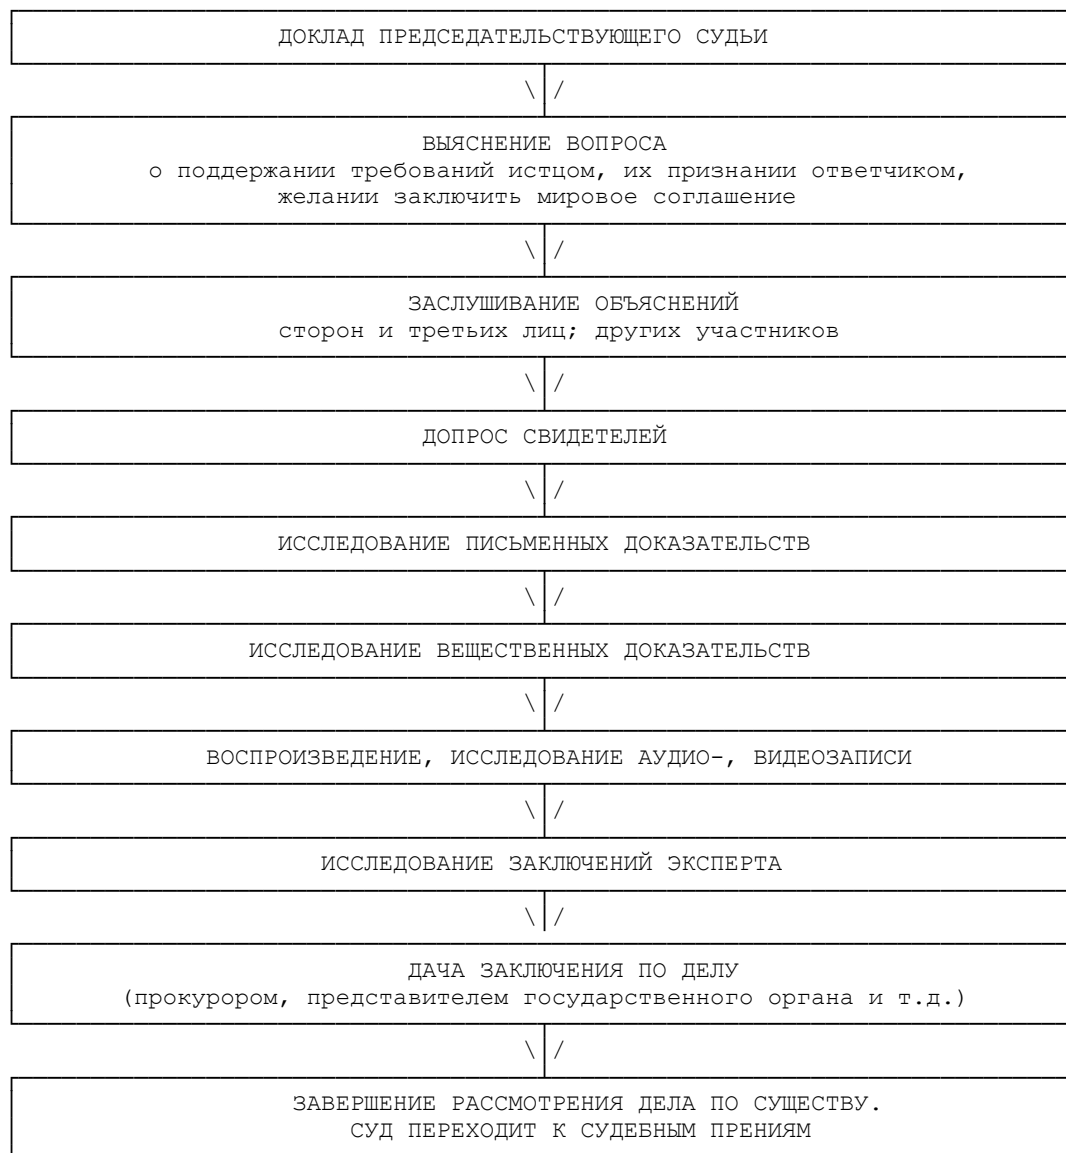 ДОКЛАД ПРЕДСЕДАТЕЛЬСТВУЮЩЕГО СУДЬИ
ВЫЯСНЕНИЕ ВОПРОСА
о поддержании требований истцом, их признании ответчиком,
желании заключить мировое соглашение
ЗАСЛУШИВАНИЕ ОБЪЯСНЕНИЙ
сторон и третьих лиц; других участников
ДОПРОС СВИДЕТЕЛЕЙ
ИССЛЕДОВАНИЕ ПИСЬМЕННЫХ ДОКАЗАТЕЛЬСТВ
ИССЛЕДОВАНИЕ ВЕЩЕСТВЕННЫХ ДОКАЗАТЕЛЬСТВ
ВОСПРОИЗВЕДЕНИЕ, ИССЛЕДОВАНИЕ АУДИО-, ВИДЕОЗАПИСИ
ИССЛЕДОВАНИЕ ЗАКЛЮЧЕНИЙ ЭКСПЕРТА
ДАЧА ЗАКЛЮЧЕНИЯ ПО ДЕЛУ
(прокурором, представителем государственного органа и т.д.)
ЗАВЕРШЕНИЕ РАССМОТРЕНИЯ ДЕЛА ПО СУЩЕСТВУ.
СУД ПЕРЕХОДИТ К СУДЕБНЫМ ПРЕНИЯМ